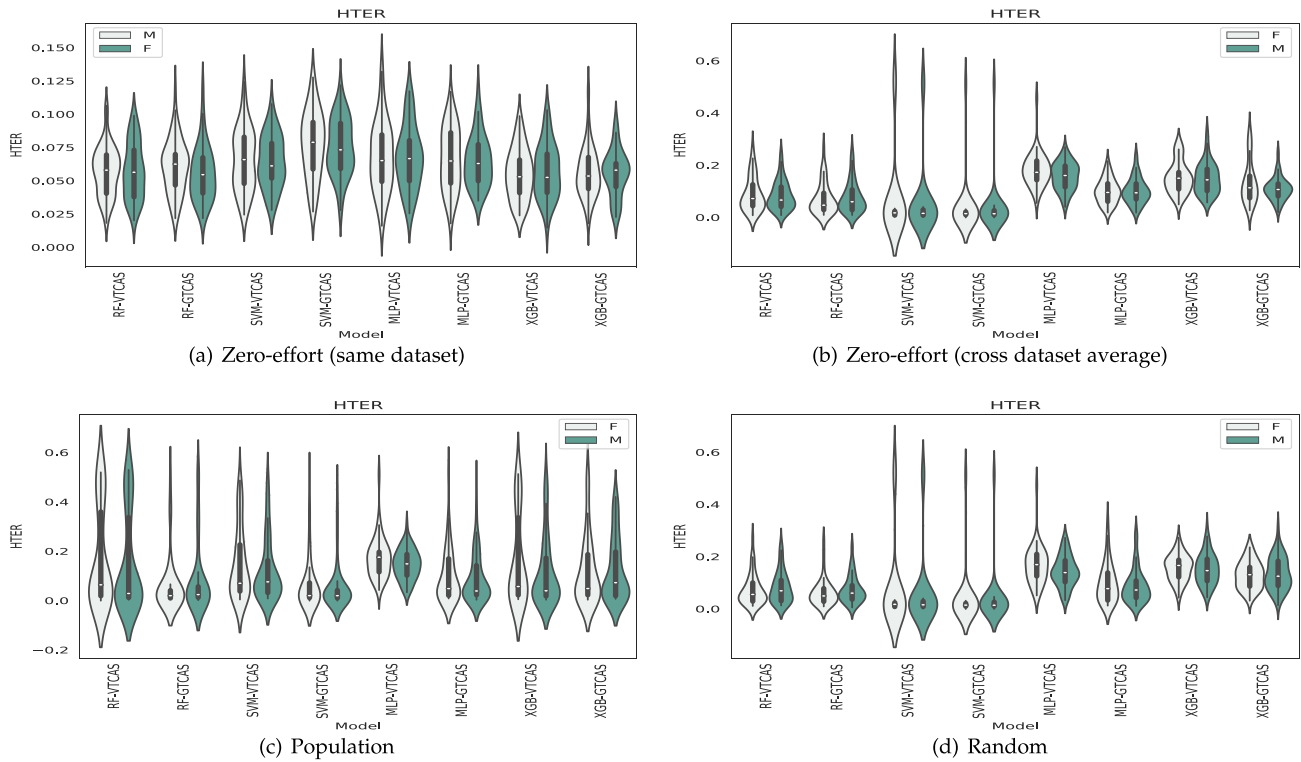 HTER
M
F
0.150
0.125
0.100
0.075
0.050
0.025
0.000
HTER
RF-VTCAS
RF-GTCAS
SVM-VTCAS
SVM-GTCAS
MLP-VTCAS
MLP-GTCAS
XGB-VTCAS
XGB-GTCAS
Model
(a) Zero-effort (same dataset)
HTER
F
M
0.6
0.4
0.2
0.0
HTER
RF-VTCAS
RF-GTCAS
SVM-VTCAS
SVM-GTCAS
MLP-VTCAS
MLP-GTCAS
XGB-VTCAS
XGB-GTCAS
Model
(b) Zero-effort (cross dataset average)
HTER
F
M
0.6
0.4
0.2
0.0
−0.2
HTER
RF-VTCAS
RF-GTCAS
SVM-VTCAS
SVM-GTCAS
MLP-VTCAS
MLP-GTCAS
XGB-VTCAS
XGB-GTCAS
Model
(c) Population
HTER
F
M
0.6
0.4
0.2
0.0
HTER
RF-VTCAS
RF-GTCAS
SVM-VTCAS
SVM-GTCAS
MLP-VTCAS
MLP-GTCAS
XGB-VTCAS
XGB-GTCAS
Model
(d) Random